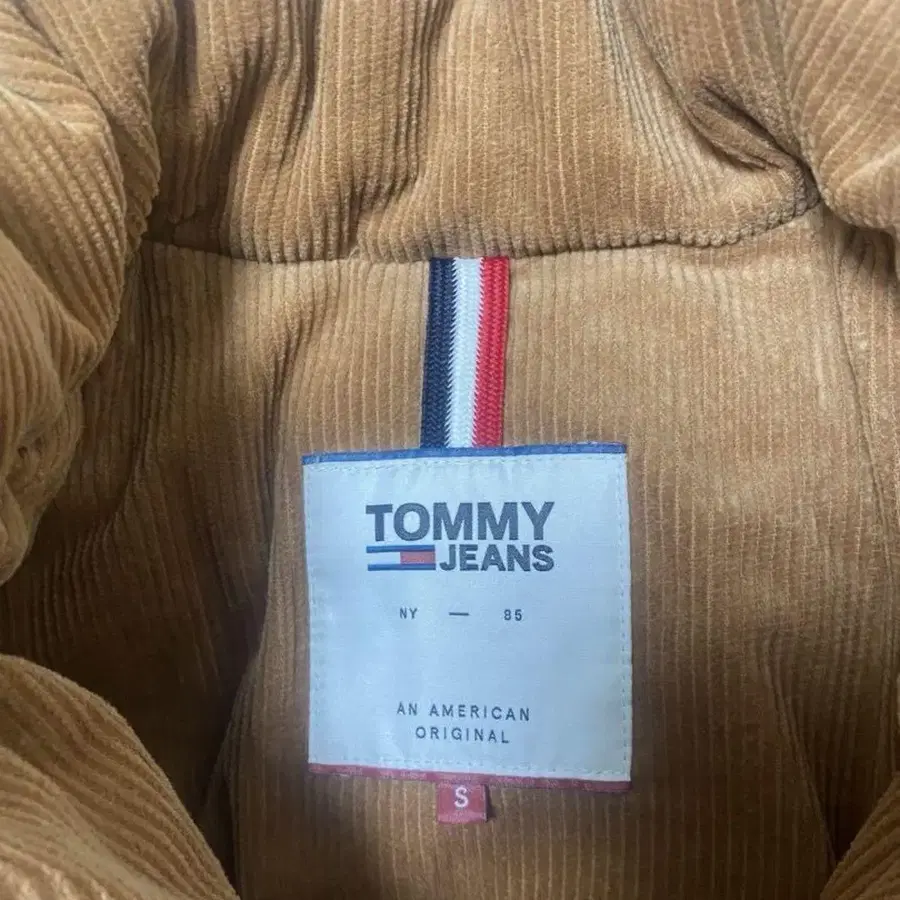 TOMMY
JEANS
NY — 85
AN AMERICAN
ORIGINAL
S